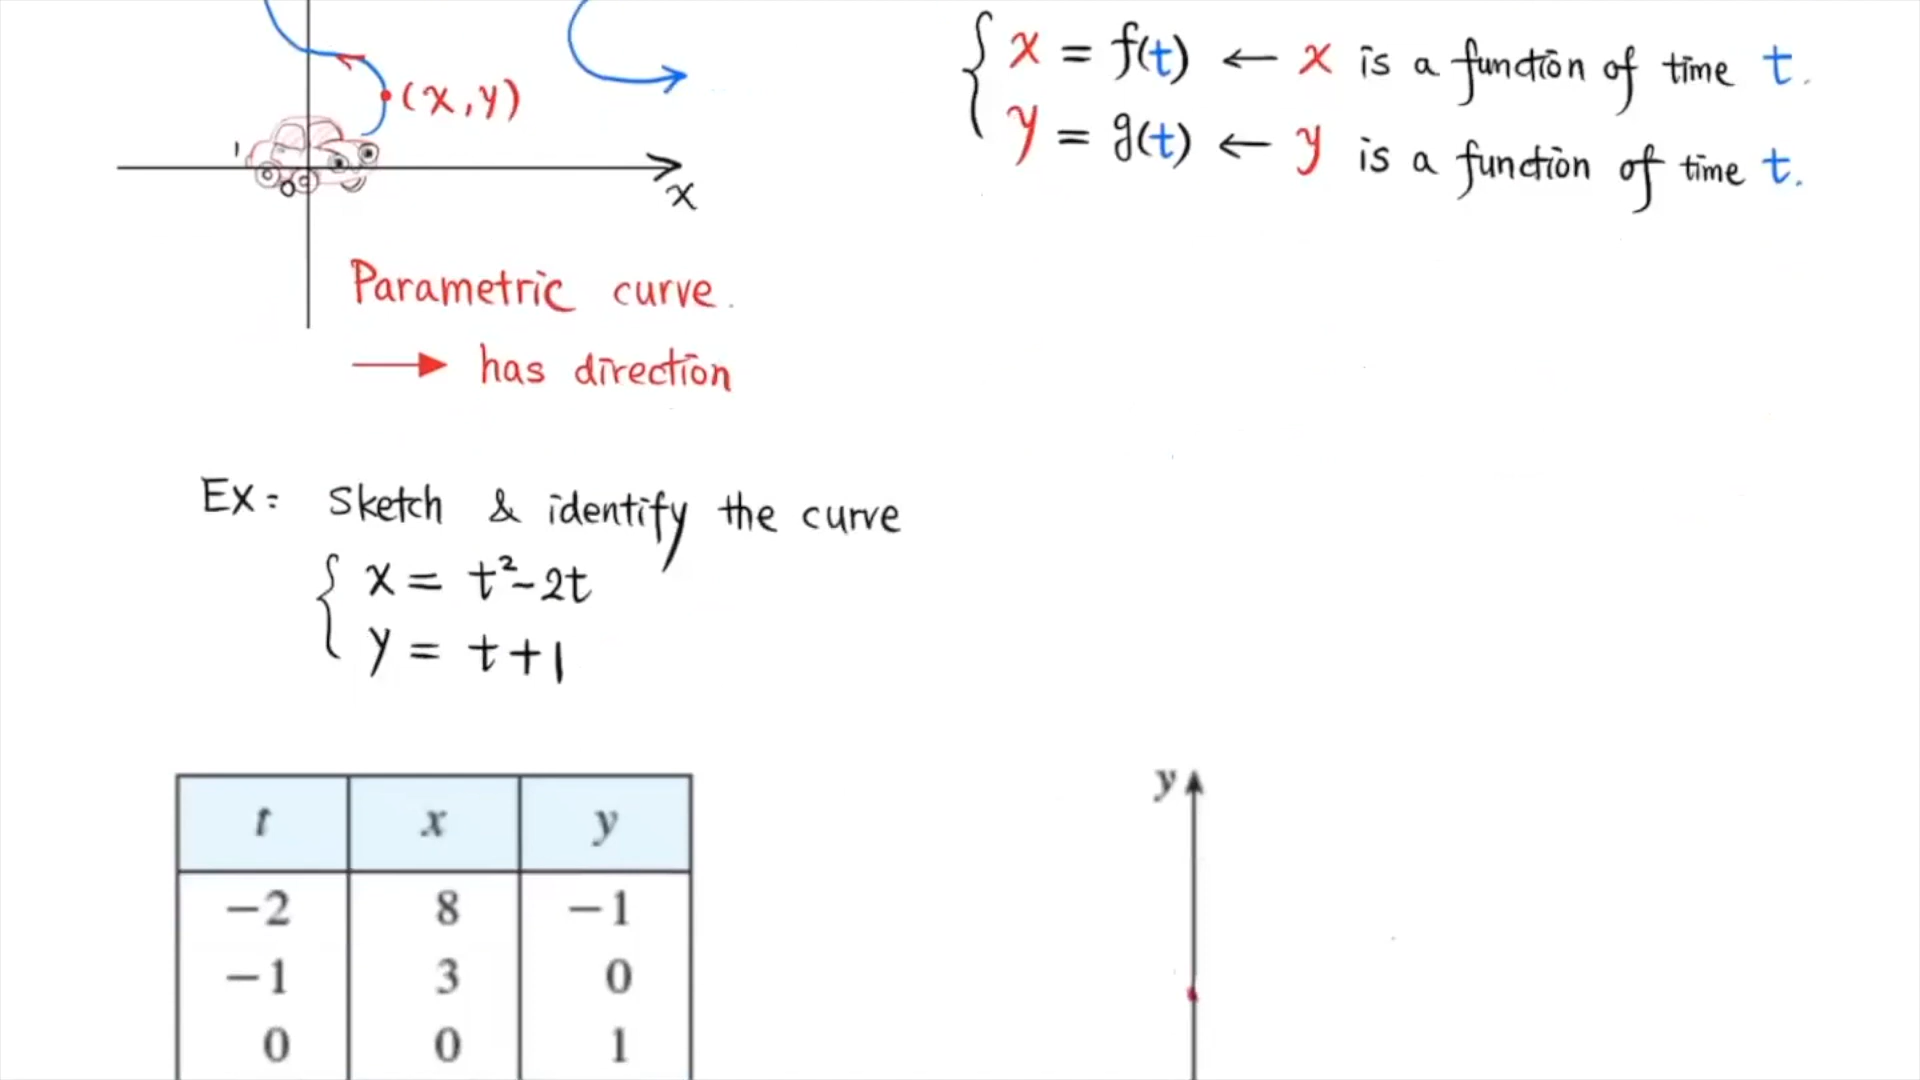 (x,y)
x
Parametric curve.
→ has direction
x = f(t) ← x is a function of time t.
y = g(t) ← y is a function of time t.
EX: Sketch & identify the curve
x = t²-2t
y = t+1
t x y
−2 8 −1
−1 3 0
0 0 1
y